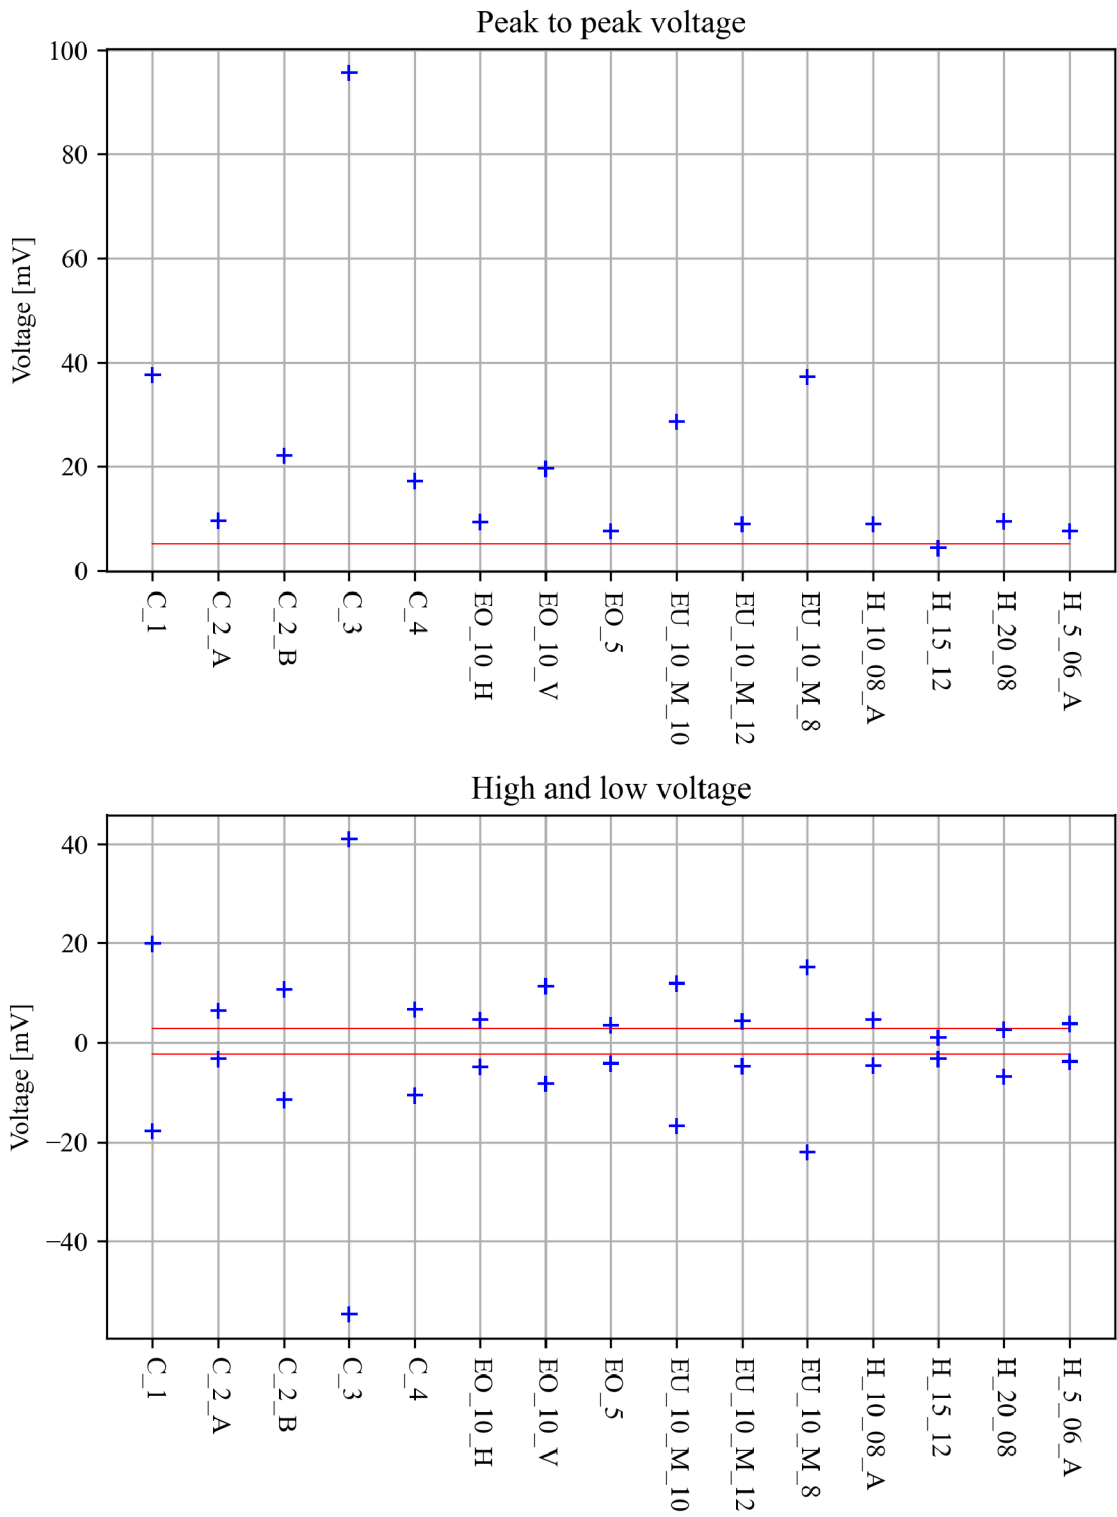 Peak to peak voltage
100
80
60
40
20
0
Voltage [mV]
C_1
C_2_A
C_2_B
C_3
C_4
EO_10_H
EO_10_V
EO_5
EU_10_M_10
EU_10_M_12
EU_10_M_8
H_10_08_A
H_15_12
H_20_08
H_5_06_A
High and low voltage
40
20
0
−20
−40
Voltage [mV]
C_1
C_2_A
C_2_B
C_3
C_4
EO_10_H
EO_10_V
EO_5
EU_10_M_10
EU_10_M_12
EU_10_M_8
H_10_08_A
H_15_12
H_20_08
H_5_06_A